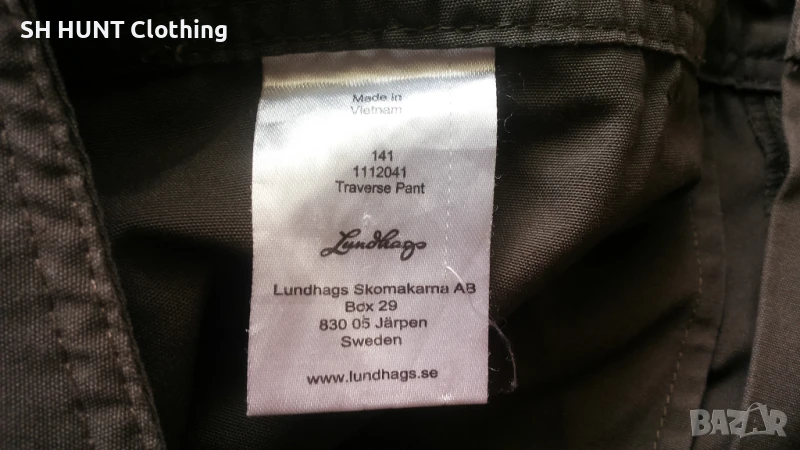 SH HUNT Clothing
Made in
Vietnam
141
1112041
Traverse Pant
Lundhags
Lundhags Skomakarna AB
Box 29
830 05 Järpen
Sweden
www.lundhags.se
BAZAR